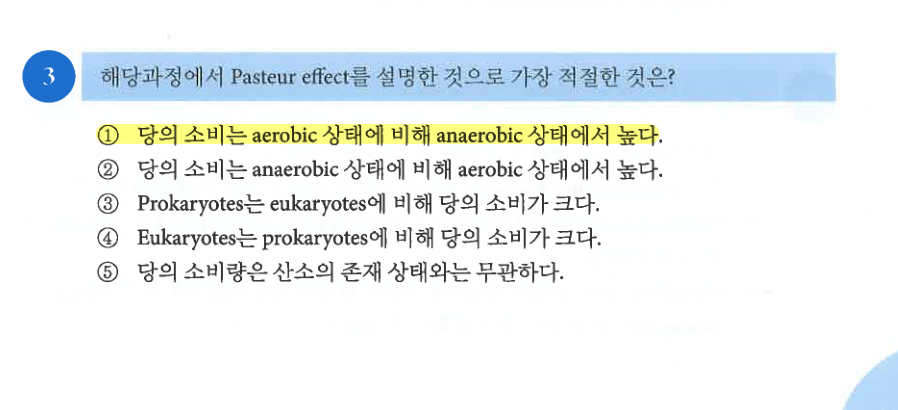 3
해당과정에서 Pasteur effect를 설명한 것으로 가장 적절한 것은?
① 당의 소비는 aerobic 상태에 비해 anaerobic 상태에서 높다.
② 당의 소비는 anaerobic 상태에 비해 aerobic 상태에서 높다.
③ Prokaryotes는 eukaryotes에 비해 당의 소비가 크다.
④ Eukaryotes는 prokaryotes에 비해 당의 소비가 크다.
⑤ 당의 소비량은 산소의 존재 상태와는 무관하다.